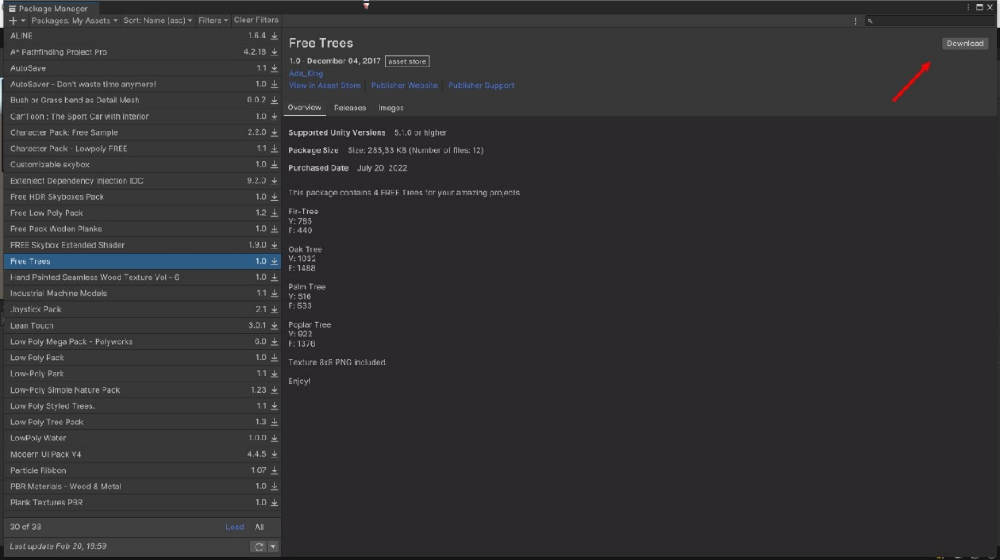 Package Manager
+ Packages: My Assets Sort: Name (asc) Filters Clear Filters
ALINE 1.6.4
A* Pathfinding Project Pro 4.2.18
AutoSave 1.1
AutoSaver - Don't waste time anymore! 1.0
Bush or Grass bend as Detail Mesh 0.0.2
Car'Toon : The Sport Car with interior 1.0
Character Pack: Free Sample 2.2.0
Character Pack - Lowpoly FREE 1.1
Customizable skybox 1.0
Extenject Dependency Injection IOC 9.2.0
Free HDR Skyboxes Pack 1.0
Free Low Poly Pack 1.2
Free Pack Woden Planks 1.0
FREE Skybox Extended Shader 1.9.0
Free Trees 1.0
Hand Painted Seamless Wood Texture Vol - 6 1.0
Industrial Machine Models 1.1
Joystick Pack 2.1
Lean Touch 3.0.1
Low Poly Mega Pack - Polyworks 6.0
Low Poly Pack 1.0
Low-Poly Park 1.1
Low-Poly Simple Nature Pack 1.23
Low Poly Styled Trees. 1.1
Low Poly Tree Pack 1.3
LowPoly Water 1.0.0
Modern UI Pack V4 4.4.5
Particle Ribbon 1.07
PBR Materials - Wood & Metal 1.0
Plank Textures PBR 1.0
30 of 38 Load All
Last update Feb 20, 16:59
Free Trees
Download
1.0 · December 04, 2017 asset store
Ada_King
View in Asset Store Publisher Website Publisher Support
Overview Releases Images
Supported Unity Versions 5.1.0 or higher
Package Size Size: 285,33 KB (Number of files: 12)
Purchased Date July 20, 2022
This package contains 4 FREE Trees for your amazing projects.
Fir-Tree
V: 785
F: 440
Oak Tree
V: 1032
F: 1488
Palm Tree
V: 516
F: 533
Poplar Tree
V: 922
F: 1376
Texture 8x8 PNG included.
Enjoy!